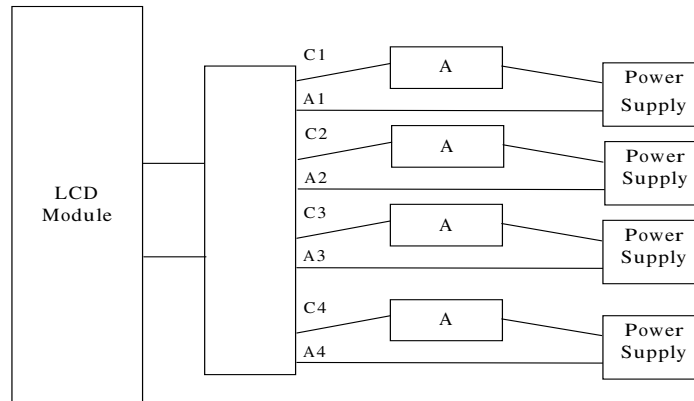 C1
A
Power
Supply
A1
C2
A
Power
Supply
A2
LCD
Module
C3
A
Power
Supply
A3
C4
A
Power
Supply
A4